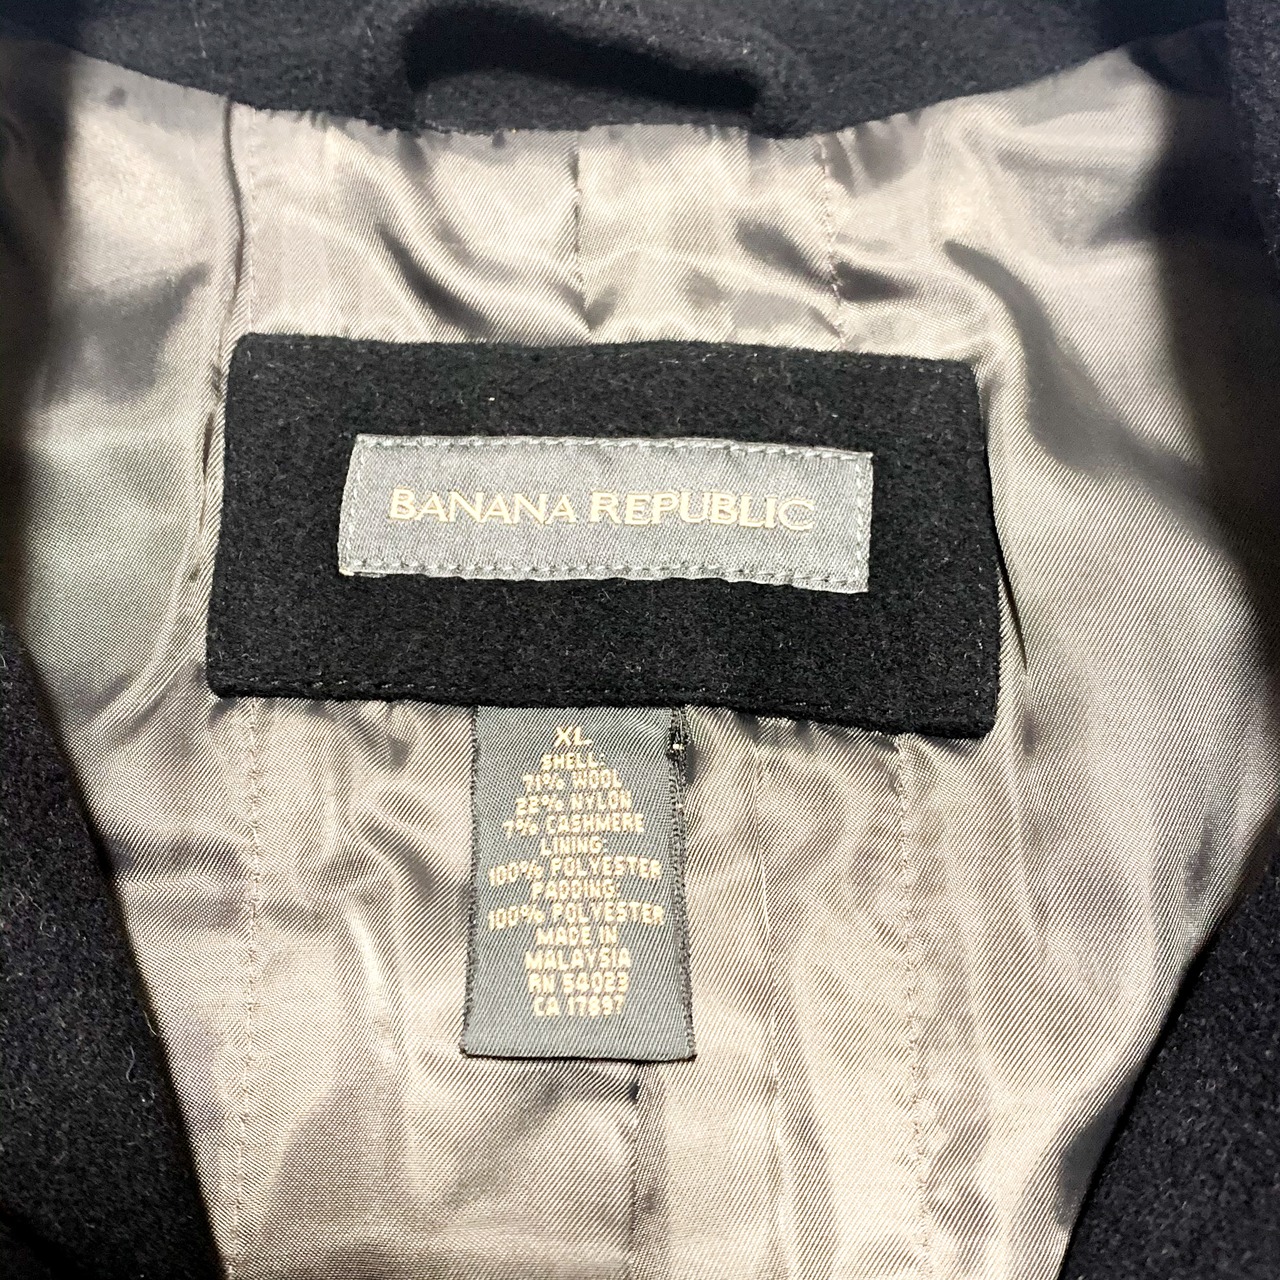 BANANA REPUBLIC
XL
SHELL:
71% WOOL
22% NYLON
7% CASHMERE
LINING:
100% POLYESTER
PADDING:
100% POLYESTER
MADE IN
MALAYSIA
RN 54023
CA 17897